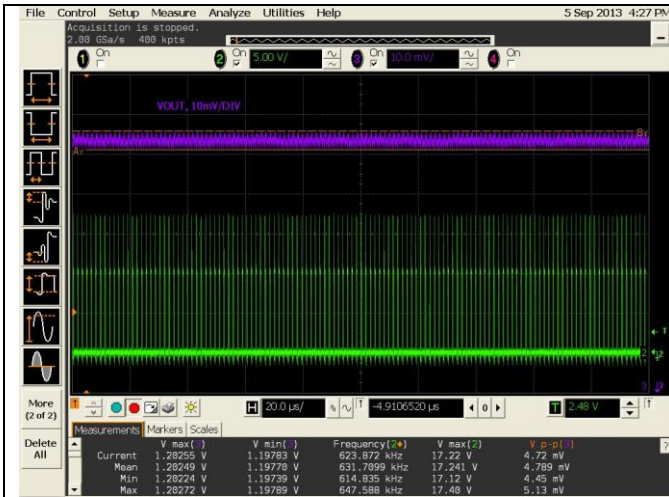 File Control Setup Measure Analyze Utilities Help 5 Sep 2013 4:27 PM
Acquisition is stopped.
2.00 GSa/s 400 kpts
1 On 2 On 5.00 V/ 3 On 10.0 mV/ 4 On
VOUT, 10mV/DIV
More
(2 of 2)
Delete
All
H 20.0 µs/ -4.9106520 µs 0 T 2.48 V
Measurements Markers Scales
V max(3) V min(3) Frequency(2) V max(2) V p-p(3)
Current 1.20255 V 1.19783 V 623.872 kHz 17.22 V 4.72 mV
Mean 1.20249 V 1.19770 V 631.7099 kHz 17.241 V 4.789 mV
Min 1.20224 V 1.19739 V 614.835 kHz 17.12 V 4.45 mV
Max 1.20272 V 1.19789 V 647.588 kHz 17.40 V 5.13 mV